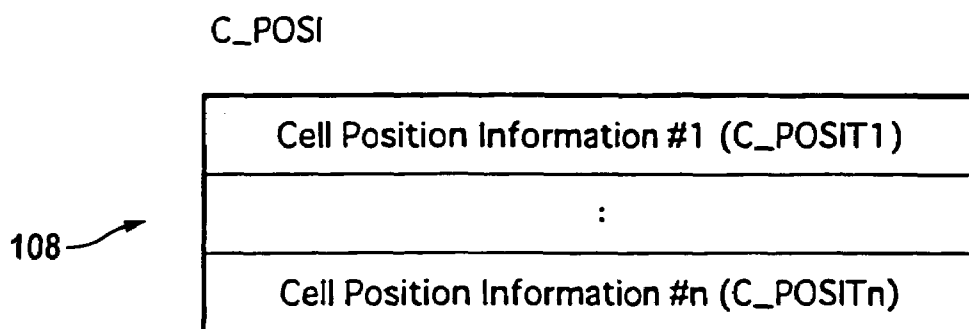 C_POSI
Cell Position Information #1 (C_POSIT1)
:
108
Cell Position Information #n (C_POSITn)